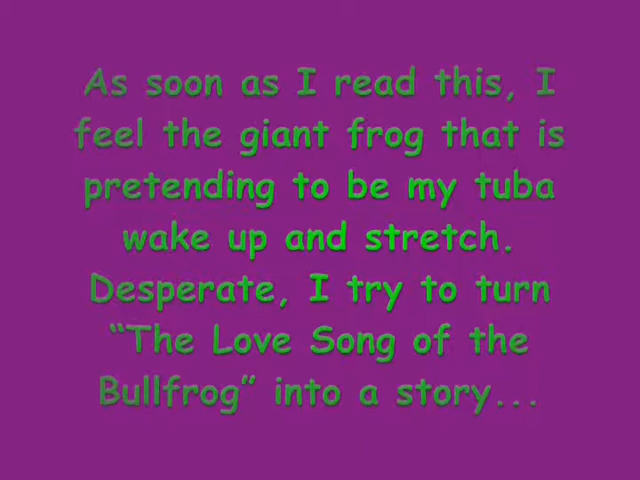 As soon as I read this, I
feel the giant frog that is
pretending to be my tuba
wake up and stretch.
Desperate, I try to turn
“The Love Song of the
Bullfrog” into a story...